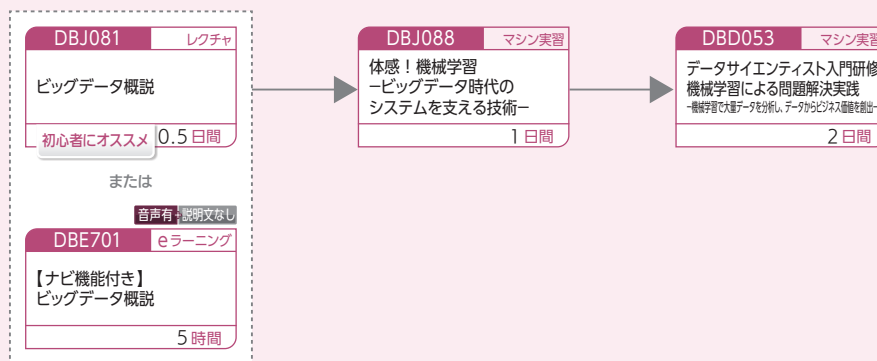 DBJ081 レクチャ
ビッグデータ概説
初心者にオススメ 0.5日間
または
音声有+説明文なし
DBE701 eラーニング
【ナビ機能付き】
ビッグデータ概説
5時間
DBJ088 マシン実習
体感！機械学習
−ビッグデータ時代の
システムを支える技術−
1日間
DBD053 マシン実習
データサイエンティスト入門研修
機械学習による問題解決実践
−機械学習で大量データを分析し、データからビジネス価値を創出−
2日間